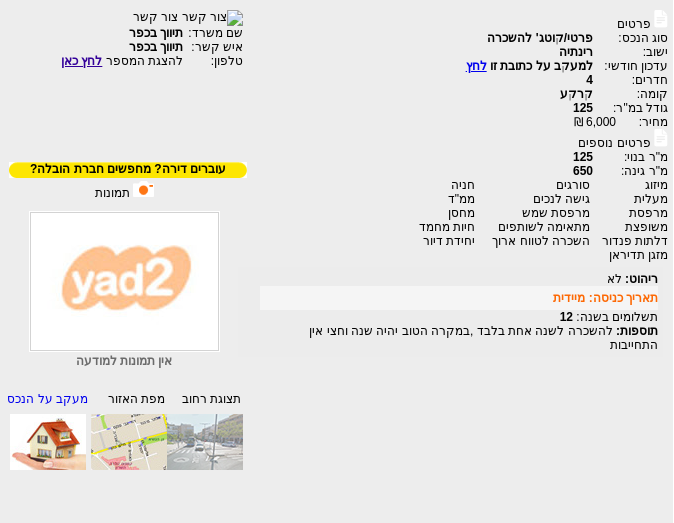 פרטים
סוג הנכס: פרטי/קוטג' להשכרה
ישוב: רינתיה
עדכון חודשי: למעקב על כתובת זו לחץ
חדרים: 4
קומה: קרקע
גודל במ"ר: 125
מחיר: 6,000 ₪
פרטים נוספים
מ"ר בנוי: 125
מ"ר גינה: 650
מיזוג סורגים חניה
מעלית גישה לנכים ממ"ד
מרפסת מרפסת שמש מחסן
משופצת מתאימה לשותפים חיות מחמד
דלתות פנדור השכרה לטווח ארוך יחידת דיור
מזגן תדיראן
ריהוט: לא
תאריך כניסה: מיידית
תשלומים בשנה: 12
תוספות: להשכרה לשנה אחת בלבד ,במקרה הטוב יהיה שנה וחצי אין
התחייבות
צור קשר צור קשר
שם משרד: תיווך בכפר
איש קשר: תיווך בכפר
טלפון: להצגת המספר לחץ כאן
עוברים דירה? מחפשים חברת הובלה?
תמונות
yad2
אין תמונות למודעה
תצוגת רחוב מפת האזור מעקב על הנכס